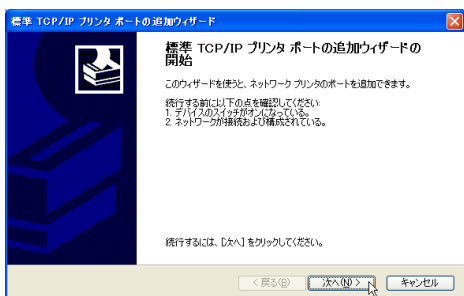 標準 TCP/IP プリンタ ポートの追加ウィザード
標準 TCP/IP プリンタ ポートの追加ウィザードの
開始
このウィザードを使うと、ネットワーク プリンタのポートを追加できます。
続行する前に以下の点を確認してください:
1. デバイスのスイッチがオンになっている。
2. ネットワークが接続および構成されている。
続行するには、[次へ] をクリックしてください。
< 戻る(B) 次へ(N) > キャンセル